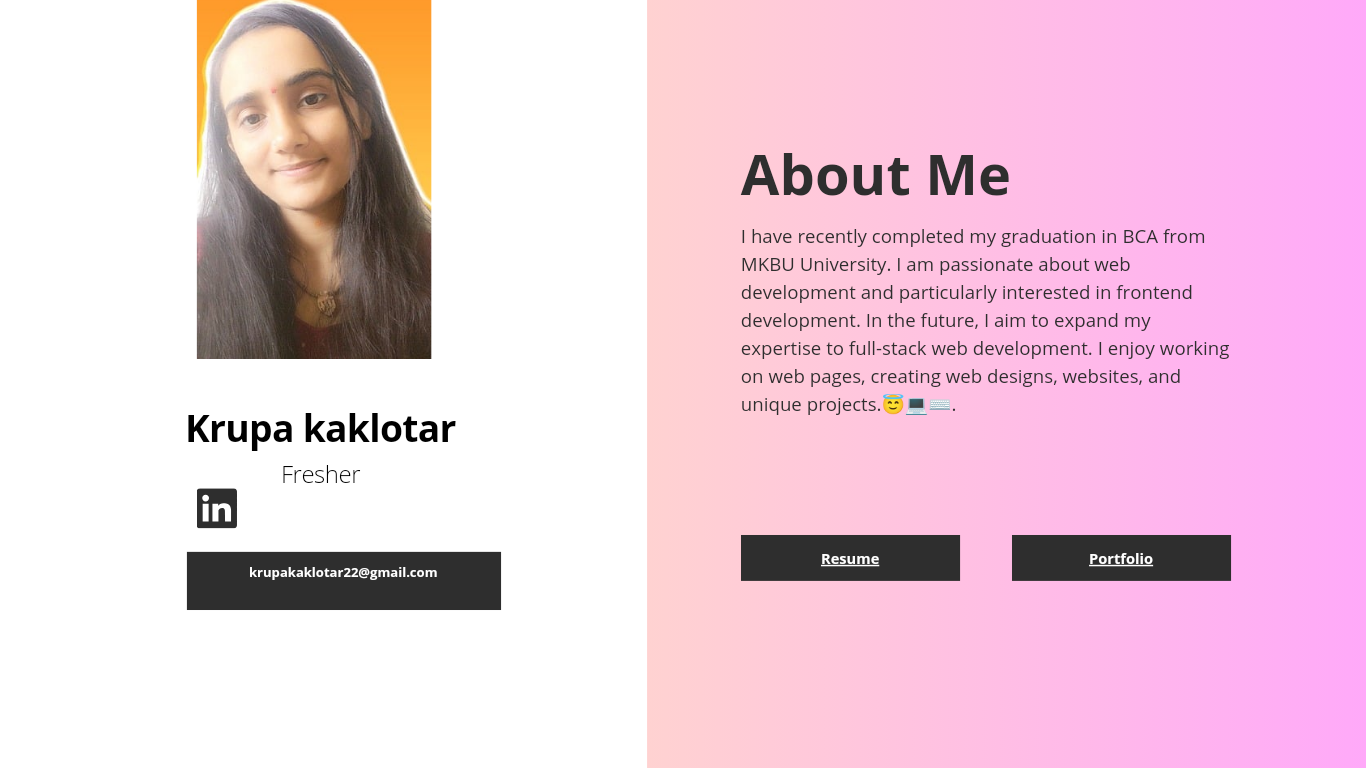 Krupa kaklotar
Fresher
in
krupakaklotar22@gmail.com
About Me
I have recently completed my graduation in BCA from
MKBU University. I am passionate about web
development and particularly interested in frontend
development. In the future, I aim to expand my
expertise to full-stack web development. I enjoy working
on web pages, creating web designs, websites, and
unique projects.😇💻⌨️.
Resume
Portfolio